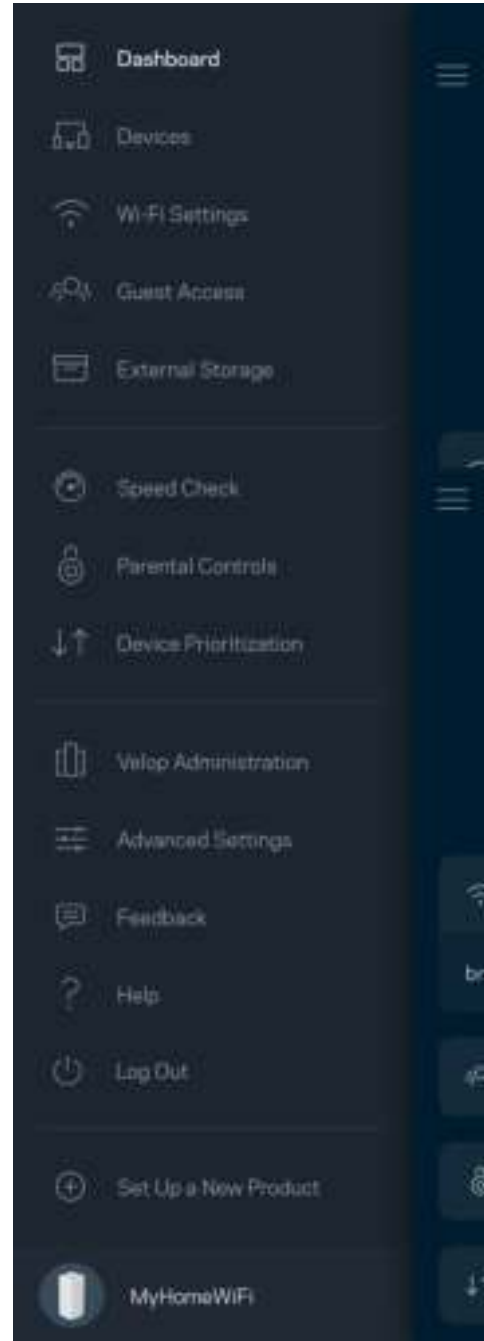 Dashboard
Devices
Wi-Fi Settings
Guest Access
External Storage
Speed Check
Parental Controls
Device Prioritization
Velop Administration
Advanced Settings
Feedback
br
? Help
Log Out
Set Up a New Product
MyHomeWiFi